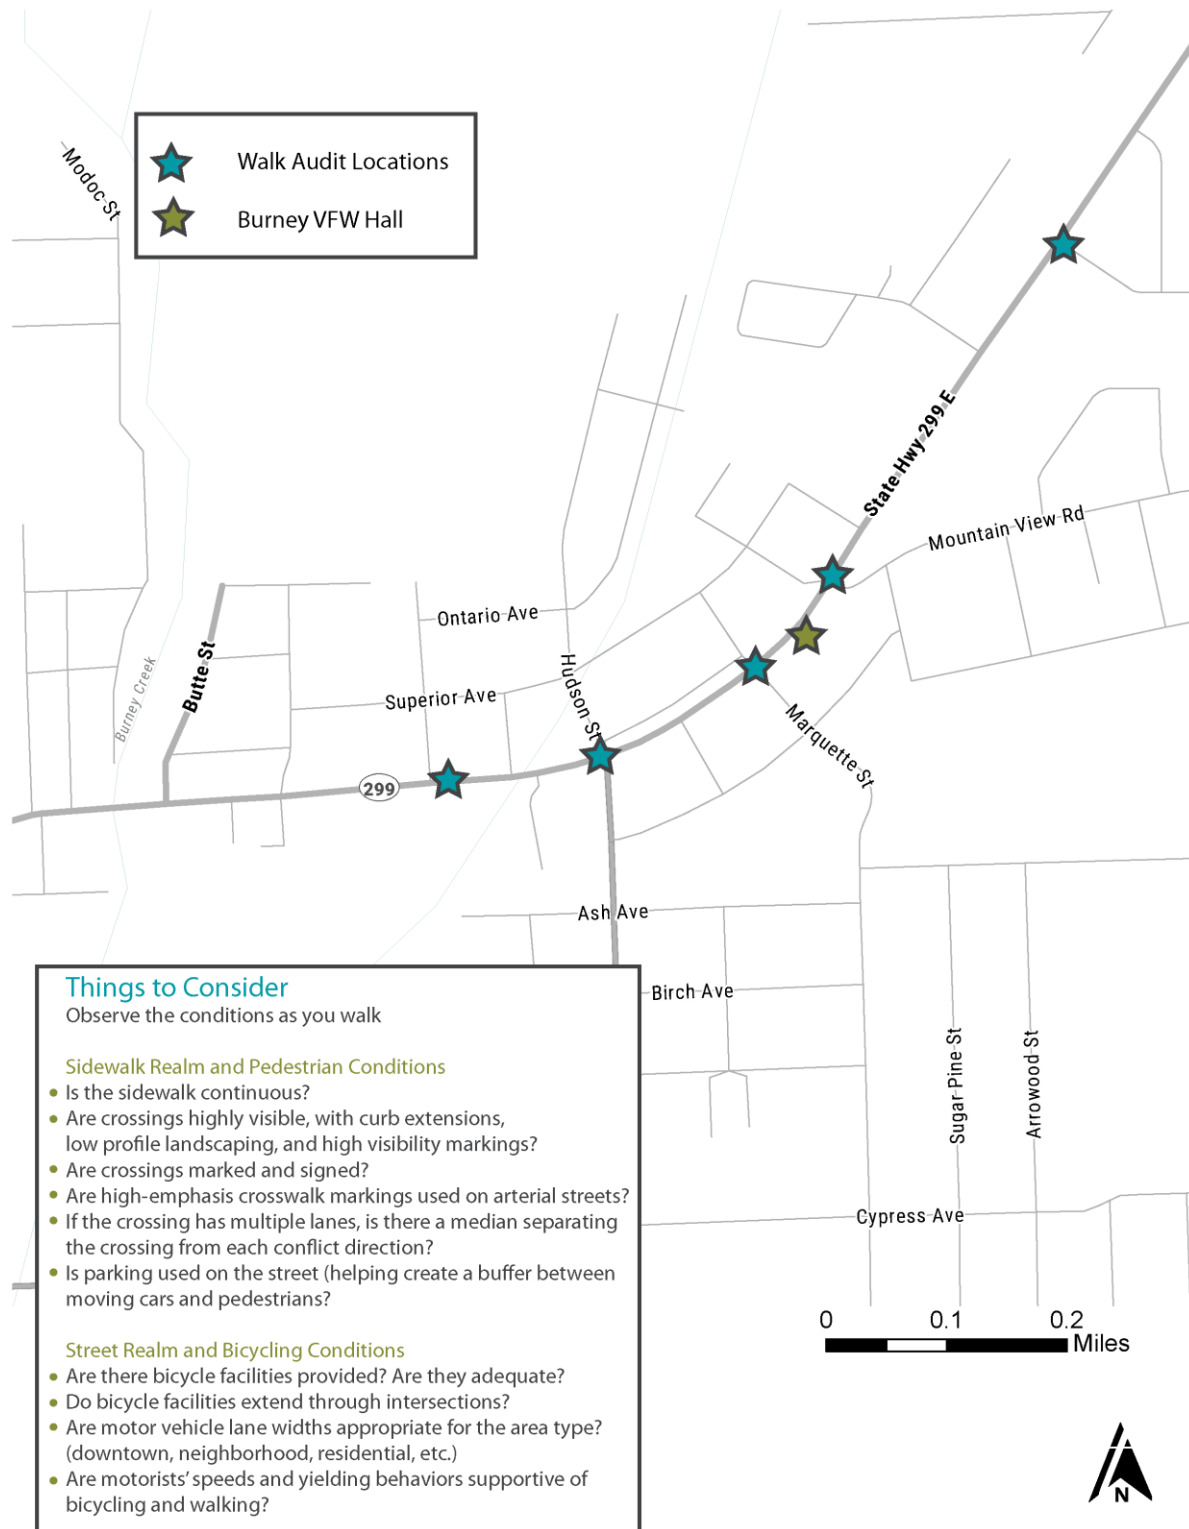 Modoc St
Walk Audit Locations
Burney VFW Hall
State Hwy 299 E
Mountain View Rd
Ontario Ave
Hudson St
Butte St
Burney Creek
Superior Ave
Marquette St
299
Ash Ave
Birch Ave
Sugar Pine St
Arrowood St
Cypress Ave
0 0.1 0.2
Miles
N
Things to Consider
Observe the conditions as you walk
Sidewalk Realm and Pedestrian Conditions
• Is the sidewalk continuous?
• Are crossings highly visible, with curb extensions,
low profile landscaping, and high visibility markings?
• Are crossings marked and signed?
• Are high-emphasis crosswalk markings used on arterial streets?
• If the crossing has multiple lanes, is there a median separating
the crossing from each conflict direction?
• Is parking used on the street (helping create a buffer between
moving cars and pedestrians?
Street Realm and Bicycling Conditions
• Are there bicycle facilities provided? Are they adequate?
• Do bicycle facilities extend through intersections?
• Are motor vehicle lane widths appropriate for the area type?
(downtown, neighborhood, residential, etc.)
• Are motorists' speeds and yielding behaviors supportive of
bicycling and walking?